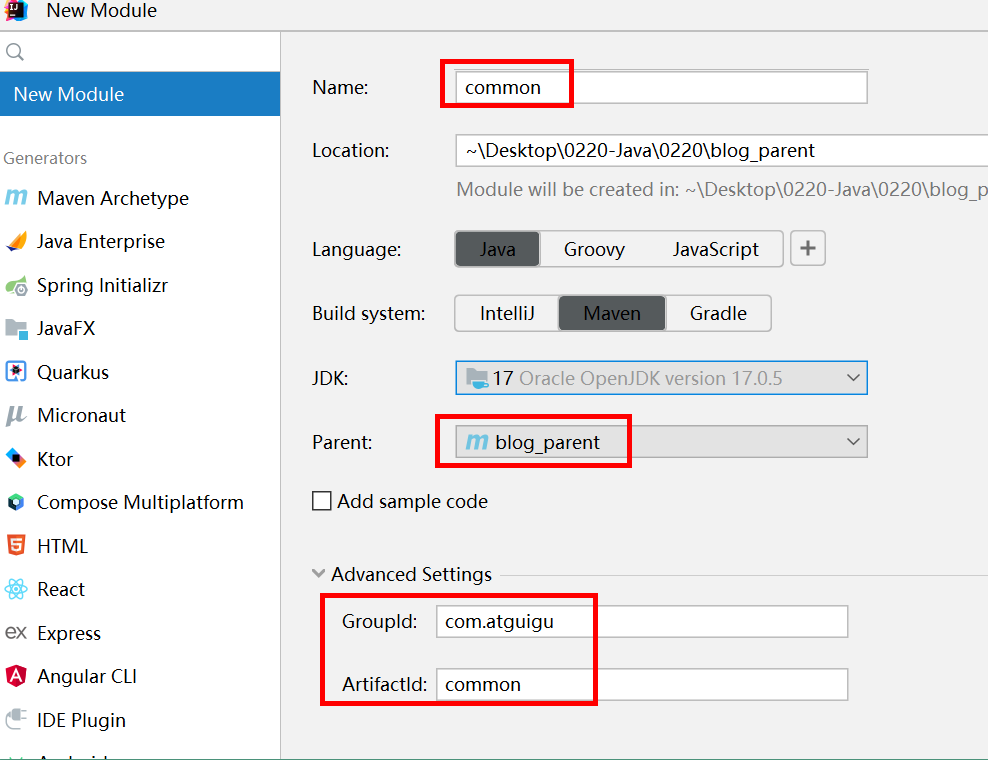 New Module
New Module
Generators
Maven Archetype
Java Enterprise
Spring Initializr
JavaFX
Quarkus
Micronaut
Ktor
Compose Multiplatform
HTML
React
Express
Angular CLI
IDE Plugin
Name: common
Location: ~\Desktop\0220-Java\0220\blog_parent
Module will be created in: ~\Desktop\0220-Java\0220\blog_p
Language: Java Groovy JavaScript +
Build system: IntelliJ Maven Gradle
JDK: 17 Oracle OpenJDK version 17.0.5
Parent: blog_parent
Add sample code
Advanced Settings
GroupId: com.atguigu
ArtifactId: common